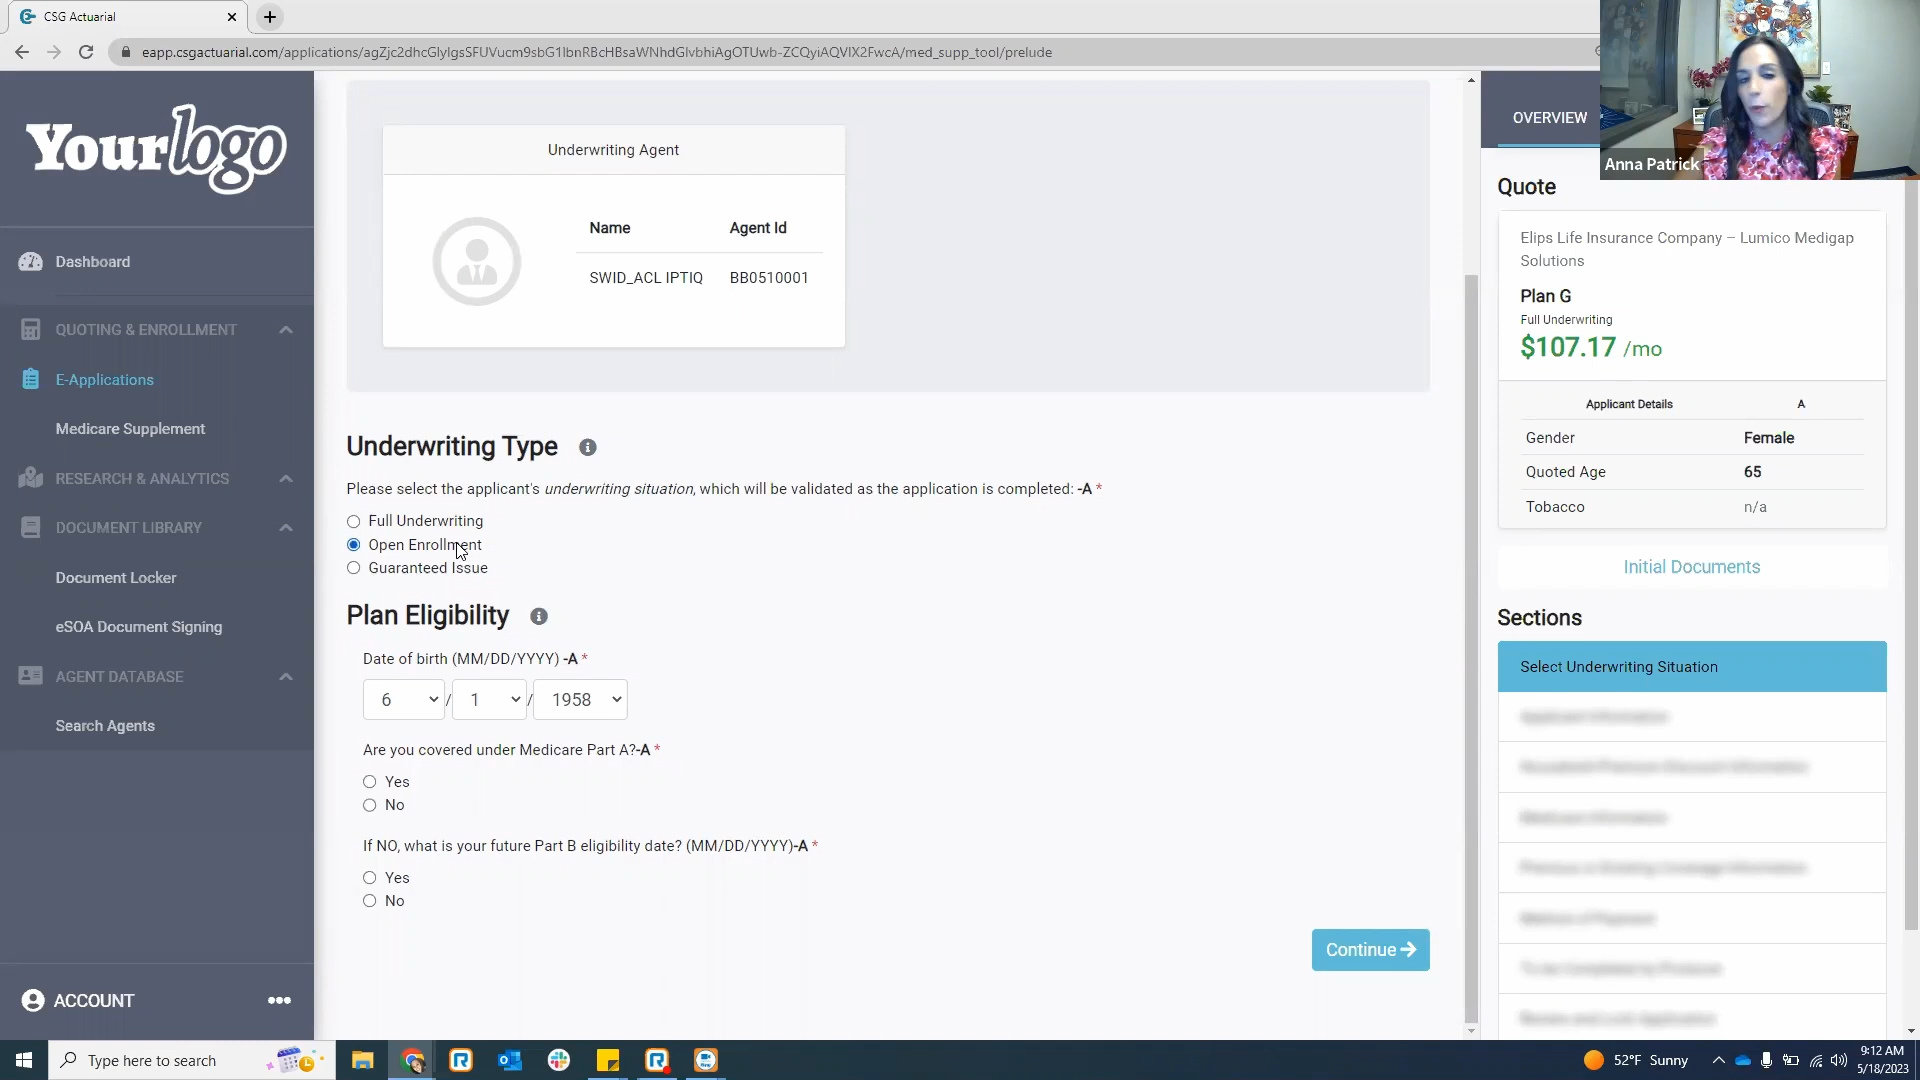 CSG Actuarial
eapp.csgactuarial.com/applications/agZjc2dhcGlyIgsSFUVucm9sbG1lbnRBcHBsaWNhdGlvbhiAgOTUwb-ZCQyiAQVIX2FwcA/med_supp_tool/prelude
Yourlogo
Dashboard
QUOTING & ENROLLMENT
E-Applications
Medicare Supplement
RESEARCH & ANALYTICS
DOCUMENT LIBRARY
Document Locker
eSOA Document Signing
AGENT DATABASE
Search Agents
ACCOUNT
Underwriting Agent
Name Agent Id
SWID_ACL IPTIQ BB0510001
Underwriting Type
Please select the applicant's underwriting situation, which will be validated as the application is completed: -A *
Full Underwriting
Open Enrollment
Guaranteed Issue
Plan Eligibility
Date of birth (MM/DD/YYYY) -A *
6 / 1 / 1958
Are you covered under Medicare Part A?-A *
Yes
No
If NO, what is your future Part B eligibility date? (MM/DD/YYYY)-A *
Yes
No
Continue
OVERVIEW
Anna Patrick
Quote
Elips Life Insurance Company – Lumico Medigap
Solutions
Plan G
Full Underwriting
$107.17 /mo
Applicant Details A
Gender Female
Quoted Age 65
Tobacco n/a
Initial Documents
Sections
Select Underwriting Situation
Type here to search
52°F Sunny
9:12 AM
5/18/2023